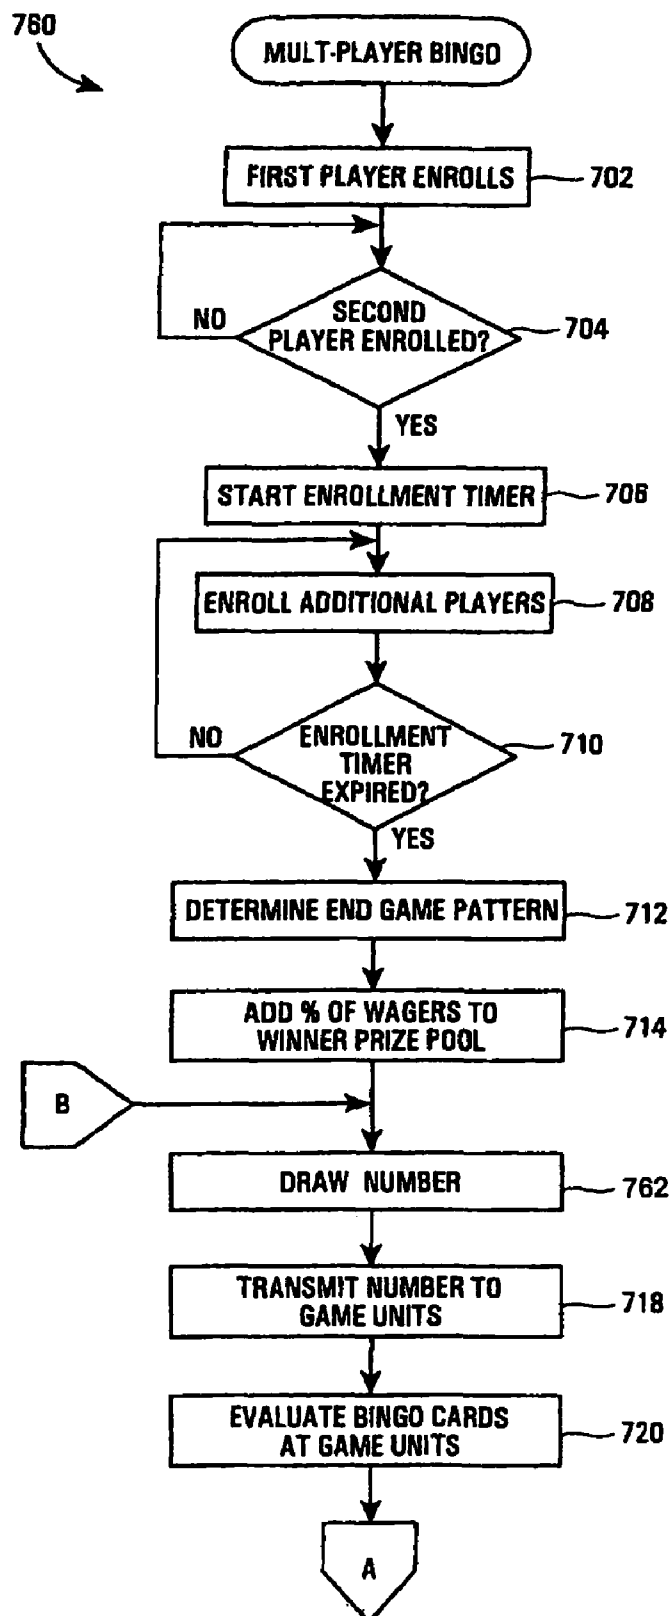 760
MULT-PLAYER BINGO
FIRST PLAYER ENROLLS
702
SECOND
PLAYER ENROLLED?
704
NO
YES
START ENROLLMENT TIMER
706
ENROLL ADDITIONAL PLAYERS
708
ENROLLMENT
TIMER
EXPIRED?
710
NO
YES
DETERMINE END GAME PATTERN
712
ADD % OF WAGERS TO
WINNER PRIZE POOL
714
B
DRAW NUMBER
762
TRANSMIT NUMBER TO
GAME UNITS
718
EVALUATE BINGO CARDS
AT GAME UNITS
720
A